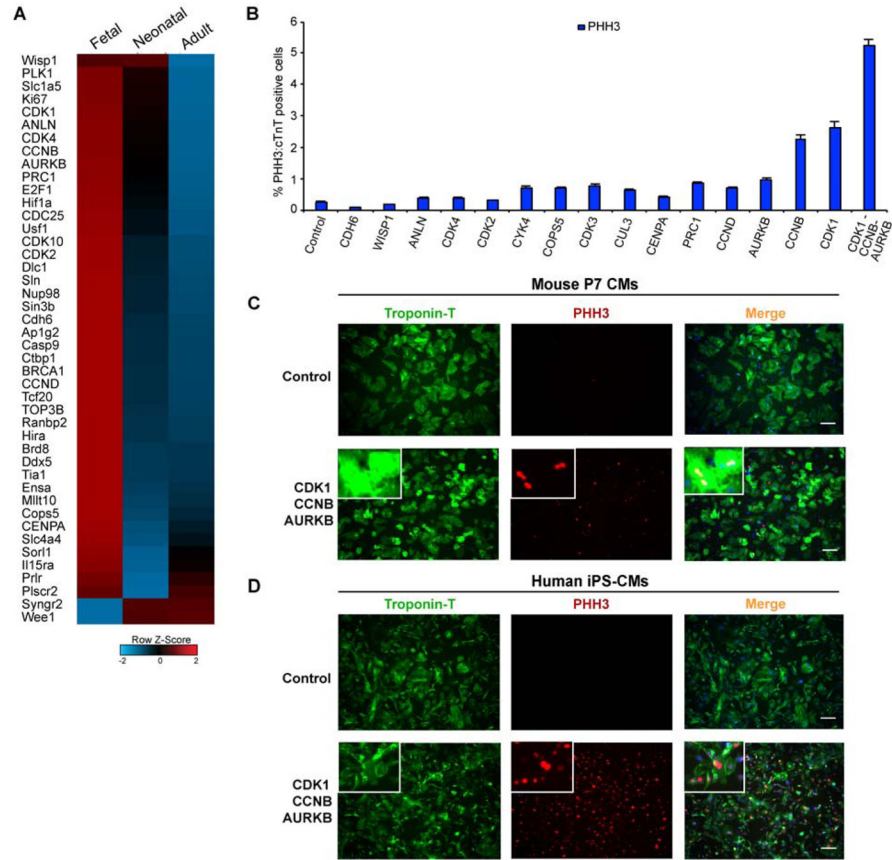 A
Fetal
Neonatal
Adult
Wisp1
PLK1
Slc1a5
Ki67
CDK1
ANLN
CDK4
CCNB
AURKB
PRC1
E2F1
Hif1a
CDC25
Usf1
CDK10
CDK2
Dlc1
Sln
Nup98
Sin3b
Cdh6
Ap1g2
Casp9
Ctbp1
BRCA1
CCND
Tcf20
TOP3B
Ranbp2
Hira
Brd8
Ddx5
Tia1
Ensa
Mllt10
Cops5
CENPA
Slc4a4
Sorl1
Il15ra
Prlr
Plscr2
Syngr2
Wee1
Row Z-Score
-2 0 2
B
% PHH3:cTnT positive cells
6
5
4
3
2
1
0
PHH3
Control
CDH6
WISP1
ANLN
CDK4
CDK2
CYK4
COPS5
CDK3
CUL3
CENPA
PRC1
CCND
AURKB
CCNB
CDK1
CDK1 -
CCNB-
AURKB
C
Mouse P7 CMs
Troponin-T PHH3 Merge
Control
CDK1
CCNB
AURKB
D
Human iPS-CMs
Troponin-T PHH3 Merge
Control
CDK1
CCNB
AURKB